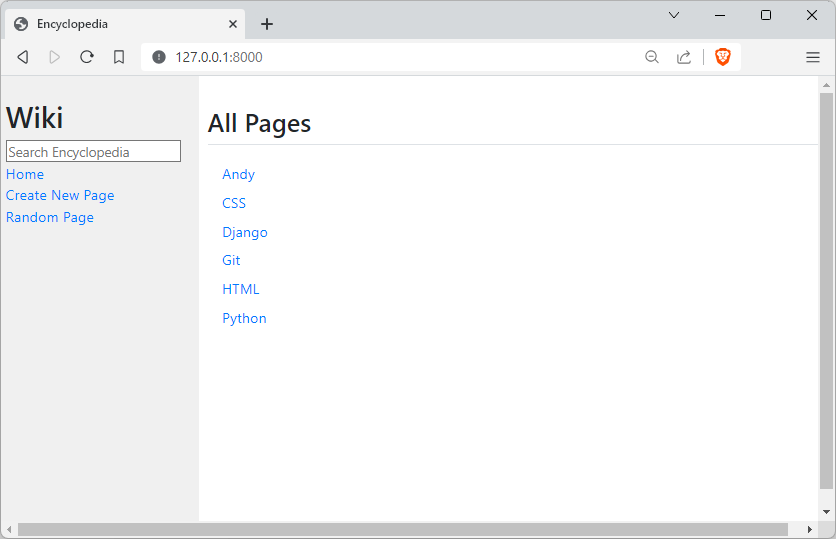 Encyclopedia
127.0.0.1:8000
Wiki
Search Encyclopedia
Home
Create New Page
Random Page
All Pages
Andy
CSS
Django
Git
HTML
Python